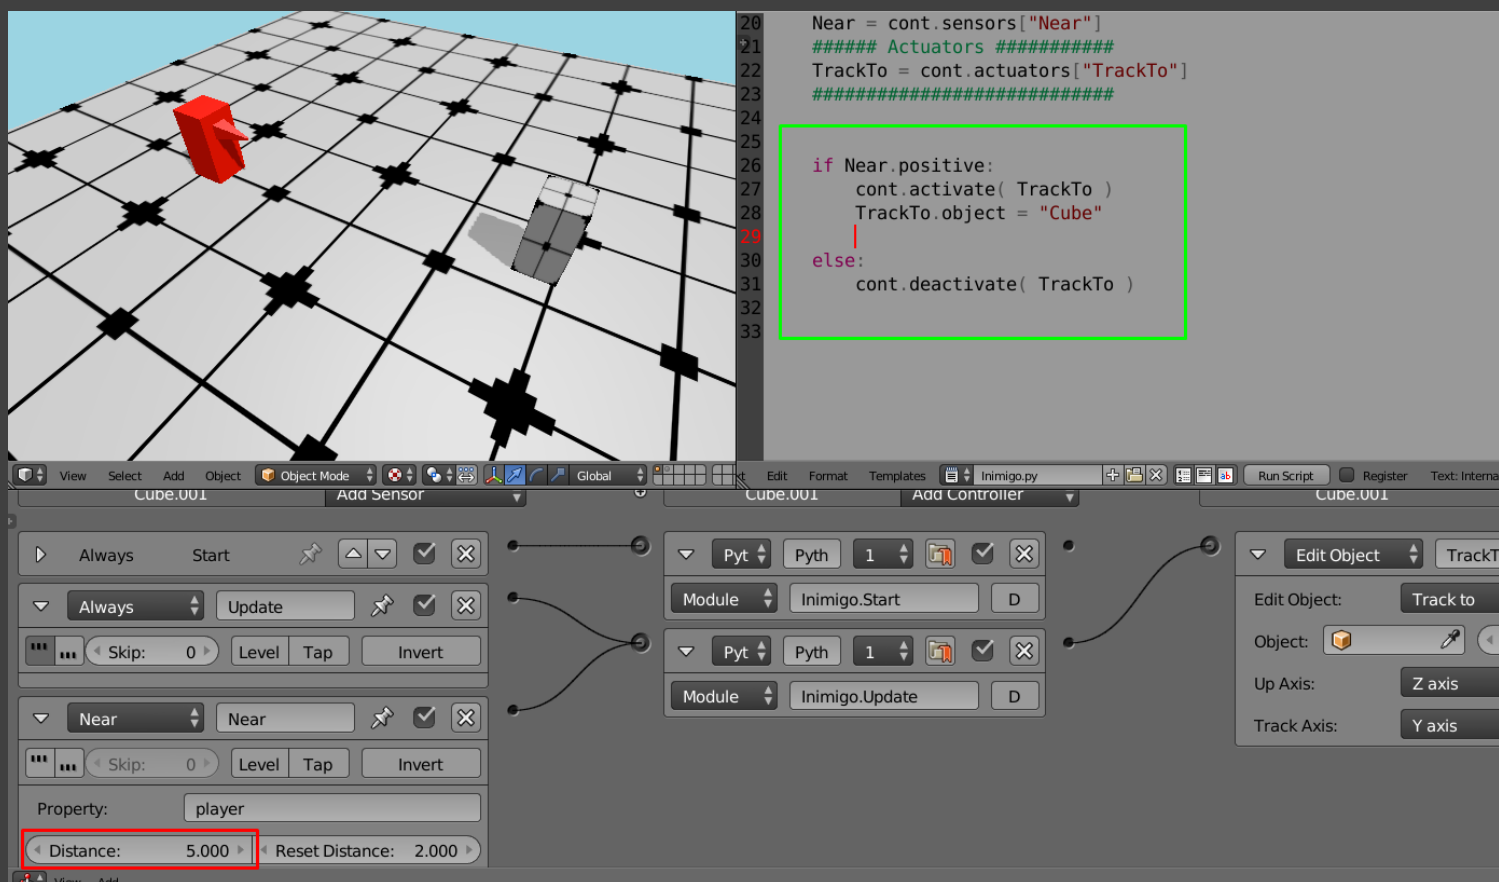 20 Near = cont.sensors["Near"]
21 ###### Actuators ###########
22 TrackTo = cont.actuators["TrackTo"]
23 ############################
24
25
26 if Near.positive:
27 cont.activate( TrackTo )
28 TrackTo.object = "Cube"
29
30 else:
31 cont.deactivate( TrackTo )
32
33
View Select Add Object Object Mode Global
Edit Format Templates Inimigo.py Run Script Register Text: Interna
Cube.001 Add Sensor Cube.001 Add Controller Cube.001
Always Start Pyt Pyth 1 Edit Object TrackT
Module Inimigo.Start D Edit Object: Track to
Always Update
Skip: 0 Level Tap Invert Pyt Pyth 1 Object:
Module Inimigo.Update D Up Axis: Z axis
Near Near Track Axis: Y axis
Skip: 0 Level Tap Invert
Property: player
Distance: 5.000 Reset Distance: 2.000